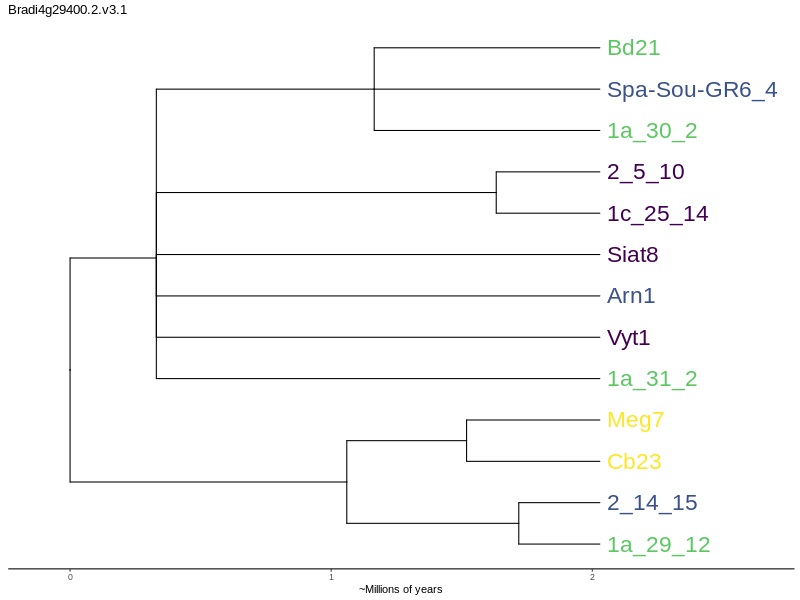 Bradi4g29400.2.v3.1
Bd21
Spa-Sou-GR6_4
1a_30_2
2_5_10
1c_25_14
Siat8
Arn1
Vyt1
1a_31_2
Meg7
Cb23
2_14_15
1a_29_12
0 1 2
~Millions of years